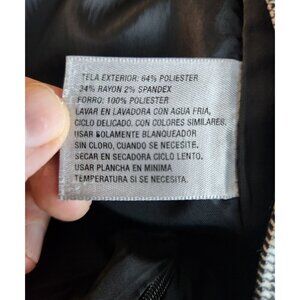 TELA EXTERIOR: 64% POLIESTER
34% RAYON 2% SPANDEX
FORRO: 100% POLIESTER
LAVAR EN LAVADORA CON AGUA FRIA,
CICLO DELICADO, CON COLORES SIMILARES.
USAR SOLAMENTE BLANQUEADOR
SIN CLORO, CUANDO SE NECESITE.
SECAR EN SECADORA CICLO LENTO.
USAR PLANCHA EN MINIMA
TEMPERATURA SI SE NECESITA.